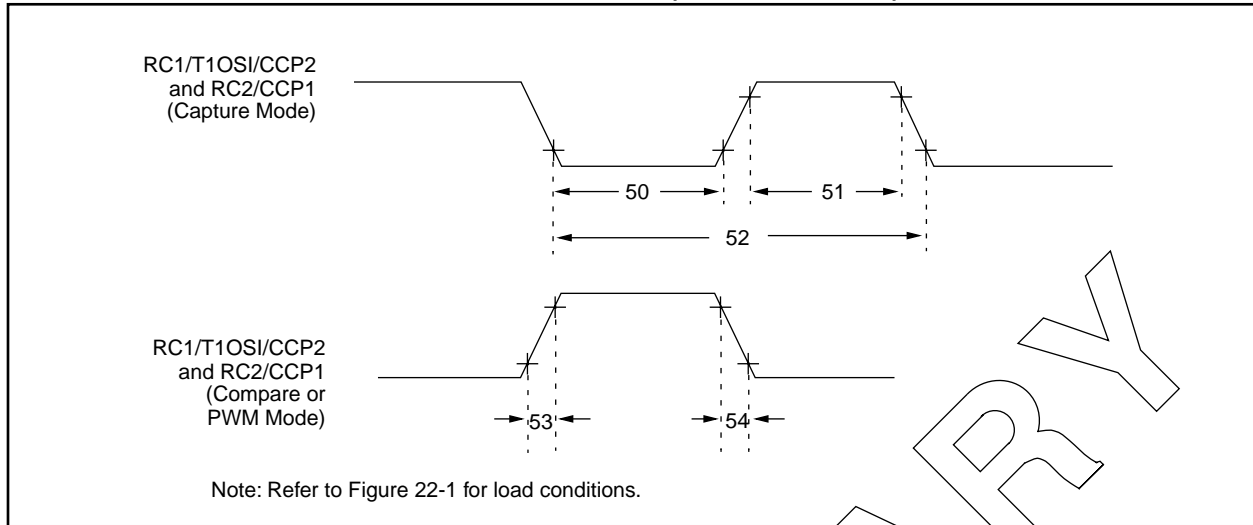 RC1/T1OSI/CCP2
and RC2/CCP1
(Capture Mode)
50
51
52
RC1/T1OSI/CCP2
and RC2/CCP1
(Compare or
PWM Mode)
53
54
Note: Refer to Figure 22-1 for load conditions.
R Y